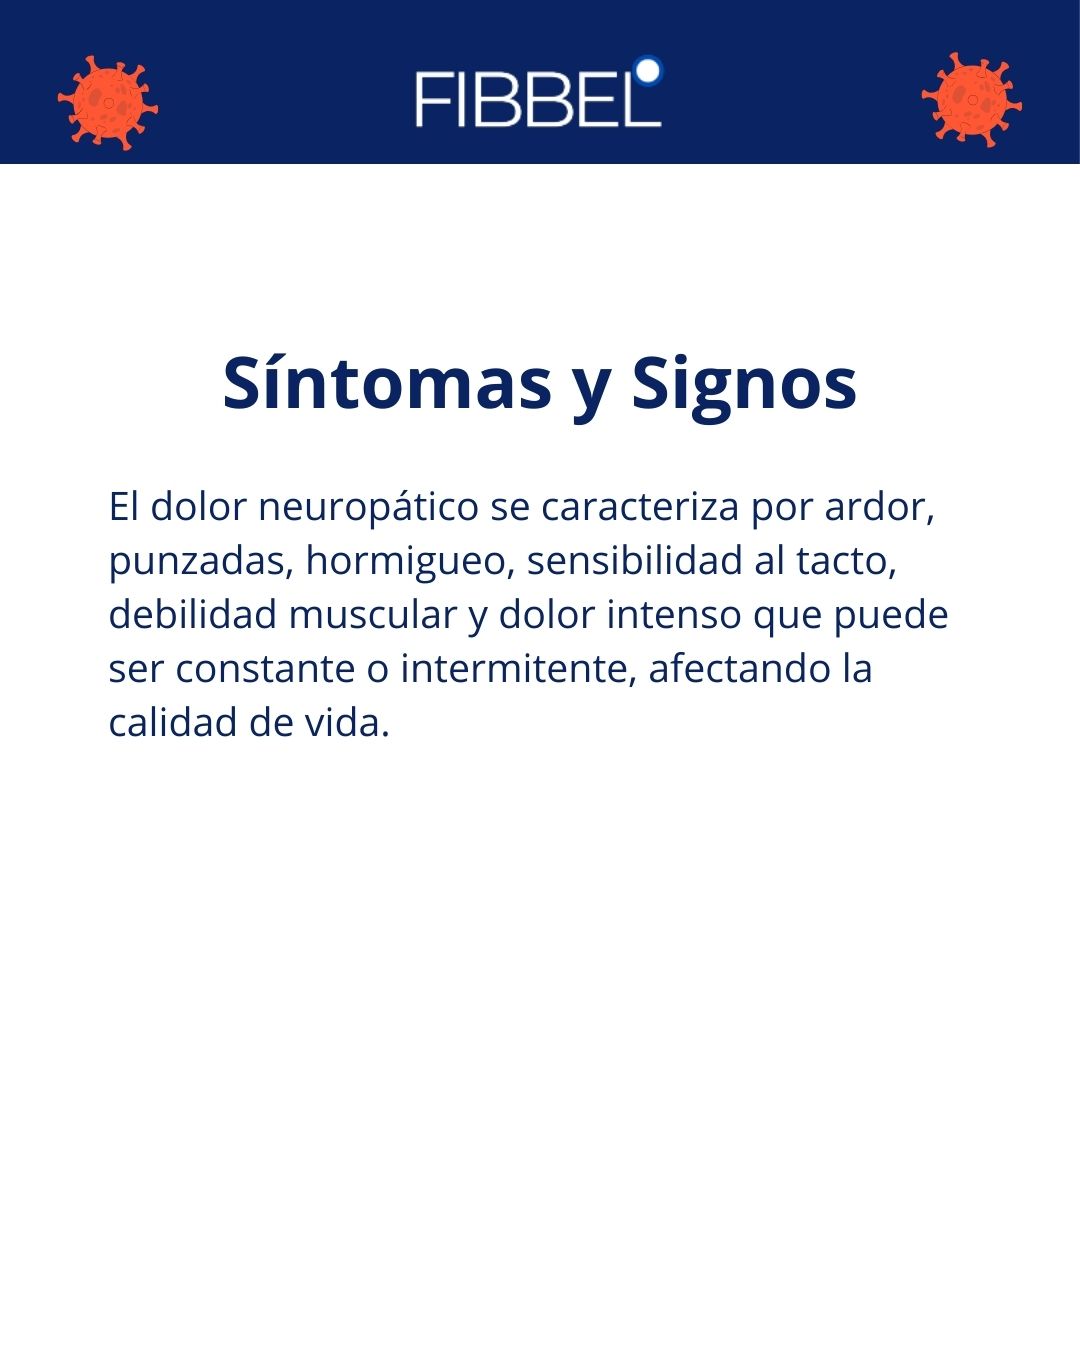 FIBBEL
Síntomas y Signos
El dolor neuropático se caracteriza por ardor,
punzadas, hormigueo, sensibilidad al tacto,
debilidad muscular y dolor intenso que puede
ser constante o intermitente, afectando la
calidad de vida.